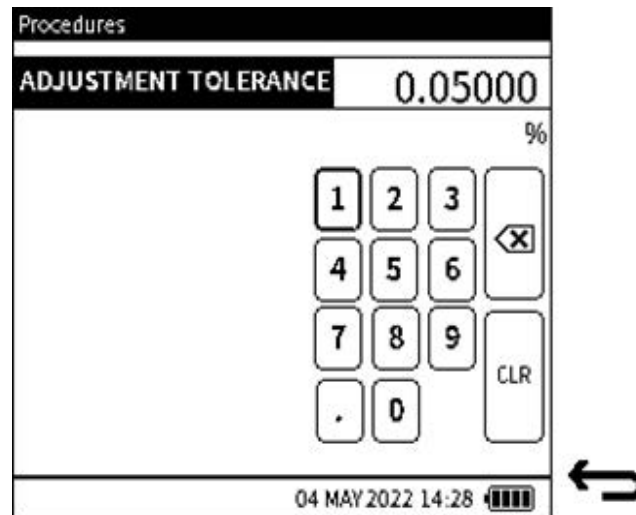 Procedures
ADJUSTMENT TOLERANCE 0.05000
%
1 2 3
4 5 6
7 8 9
CLR
. 0
04 MAY 2022 14:28